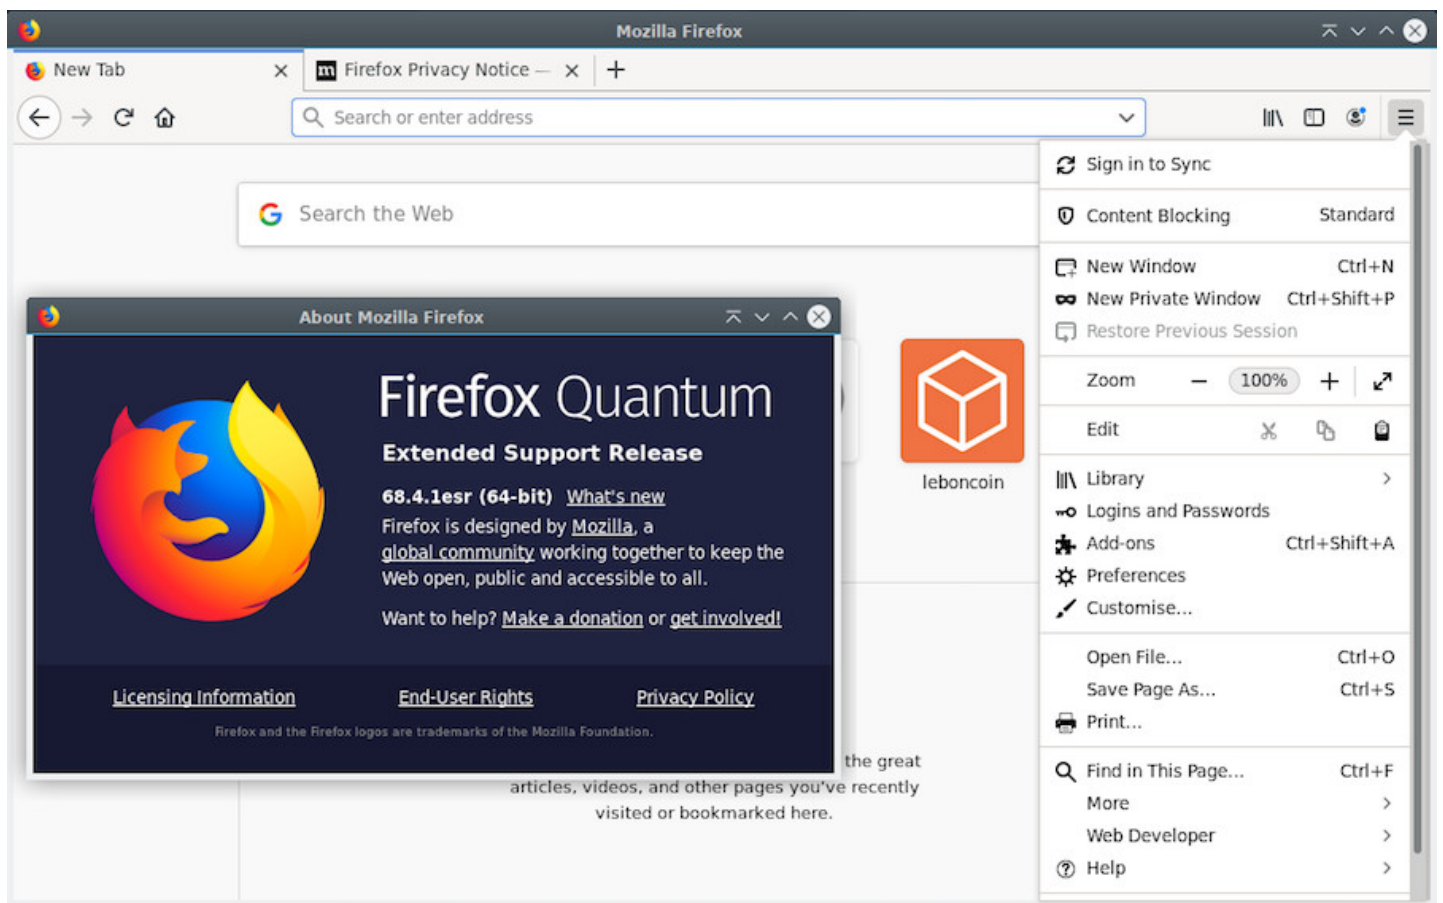 Mozilla Firefox
New Tab
Firefox Privacy Notice —
Search or enter address
Search the Web
Sign in to Sync
Content Blocking Standard
New Window Ctrl+N
New Private Window Ctrl+Shift+P
Restore Previous Session
Zoom 100%
Edit
Library
Logins and Passwords
Add-ons Ctrl+Shift+A
Preferences
Customise...
Open File... Ctrl+O
Save Page As... Ctrl+S
Print...
Find in This Page... Ctrl+F
More
Web Developer
Help
About Mozilla Firefox
Firefox Quantum
Extended Support Release
68.4.1esr (64-bit) What's new
Firefox is designed by Mozilla, a
global community working together to keep the
Web open, public and accessible to all.
Want to help? Make a donation or get involved!
Licensing Information End-User Rights Privacy Policy
Firefox and the Firefox logos are trademarks of the Mozilla Foundation.
leboncoin
the great
articles, videos, and other pages you've recently
visited or bookmarked here.